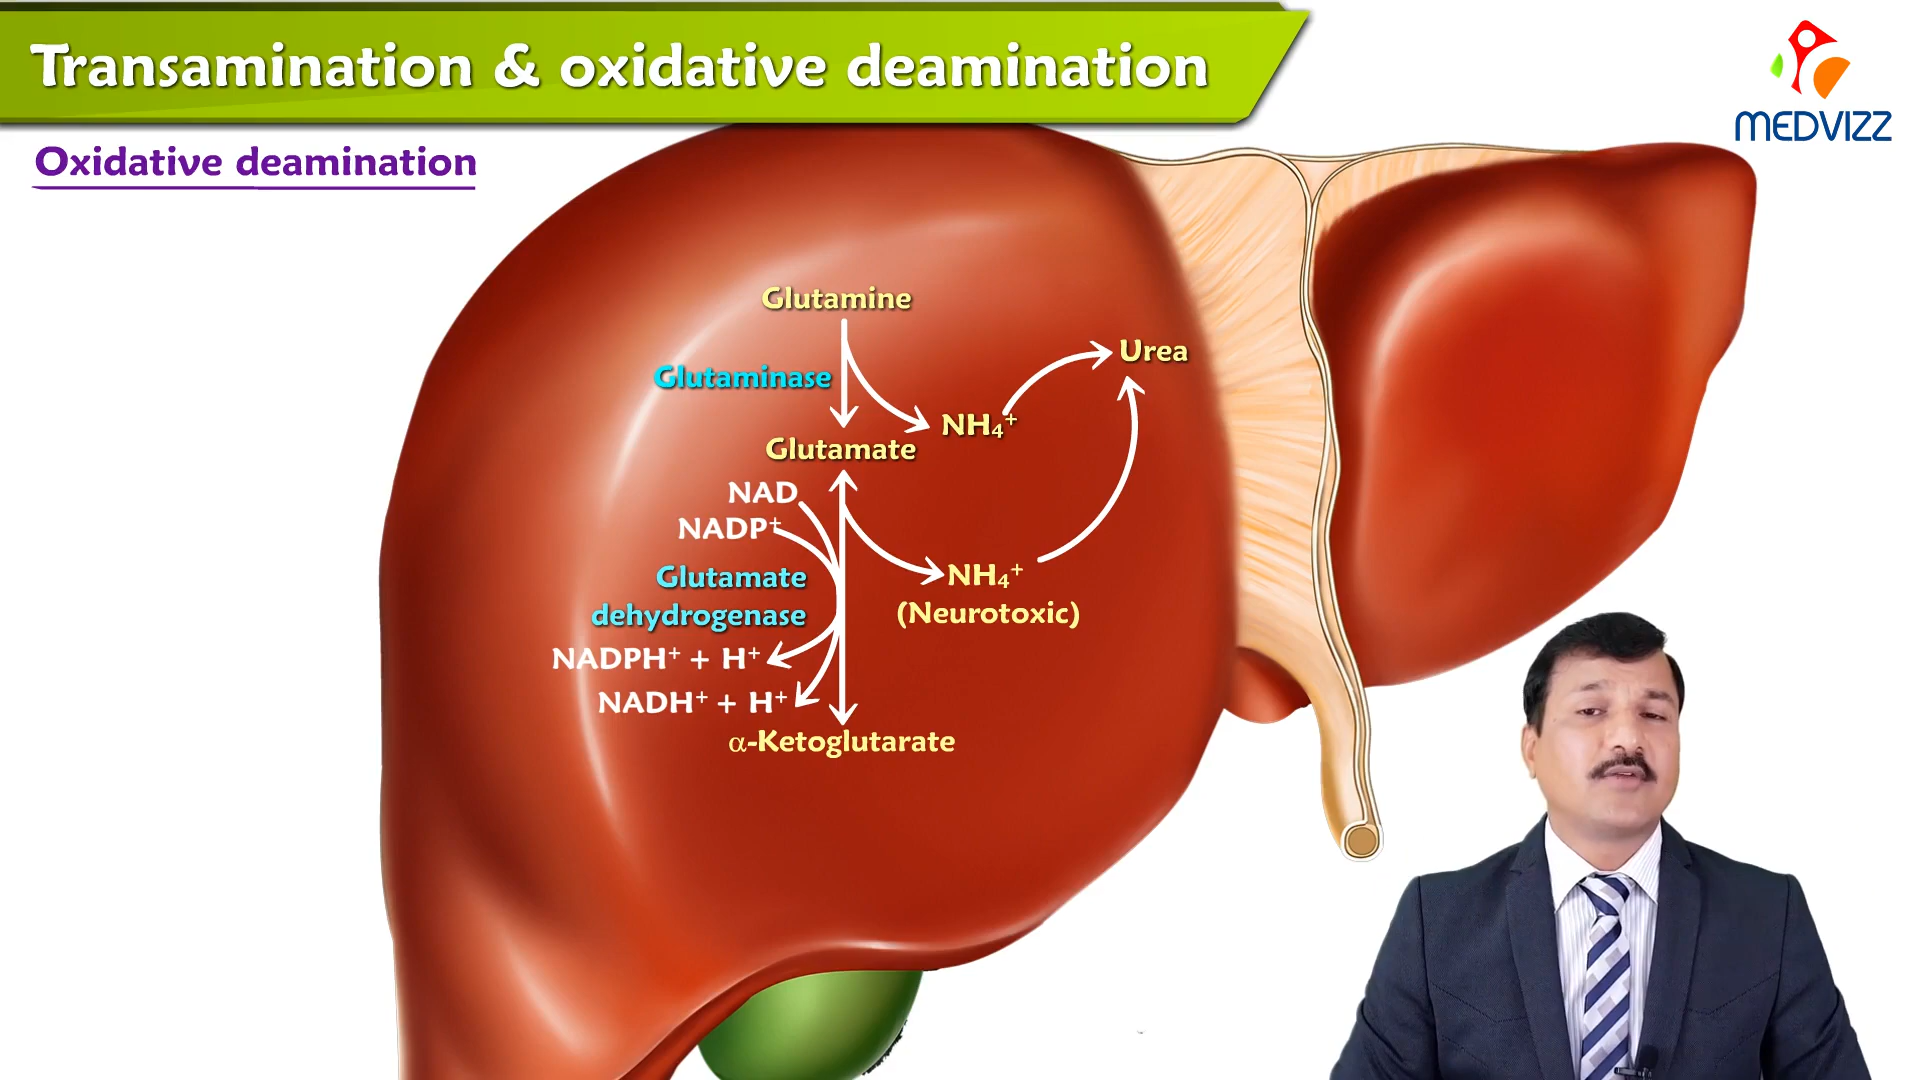 Transamination & oxidative deamination
MEDVIZZ
Oxidative deamination
Glutamine
Urea
Glutaminase
NH₄⁺
Glutamate
NAD
NADP⁺
Glutamate
dehydrogenase
NH₄⁺
(Neurotoxic)
NADPH⁺ + H⁺
NADH⁺ + H⁺
α-Ketoglutarate